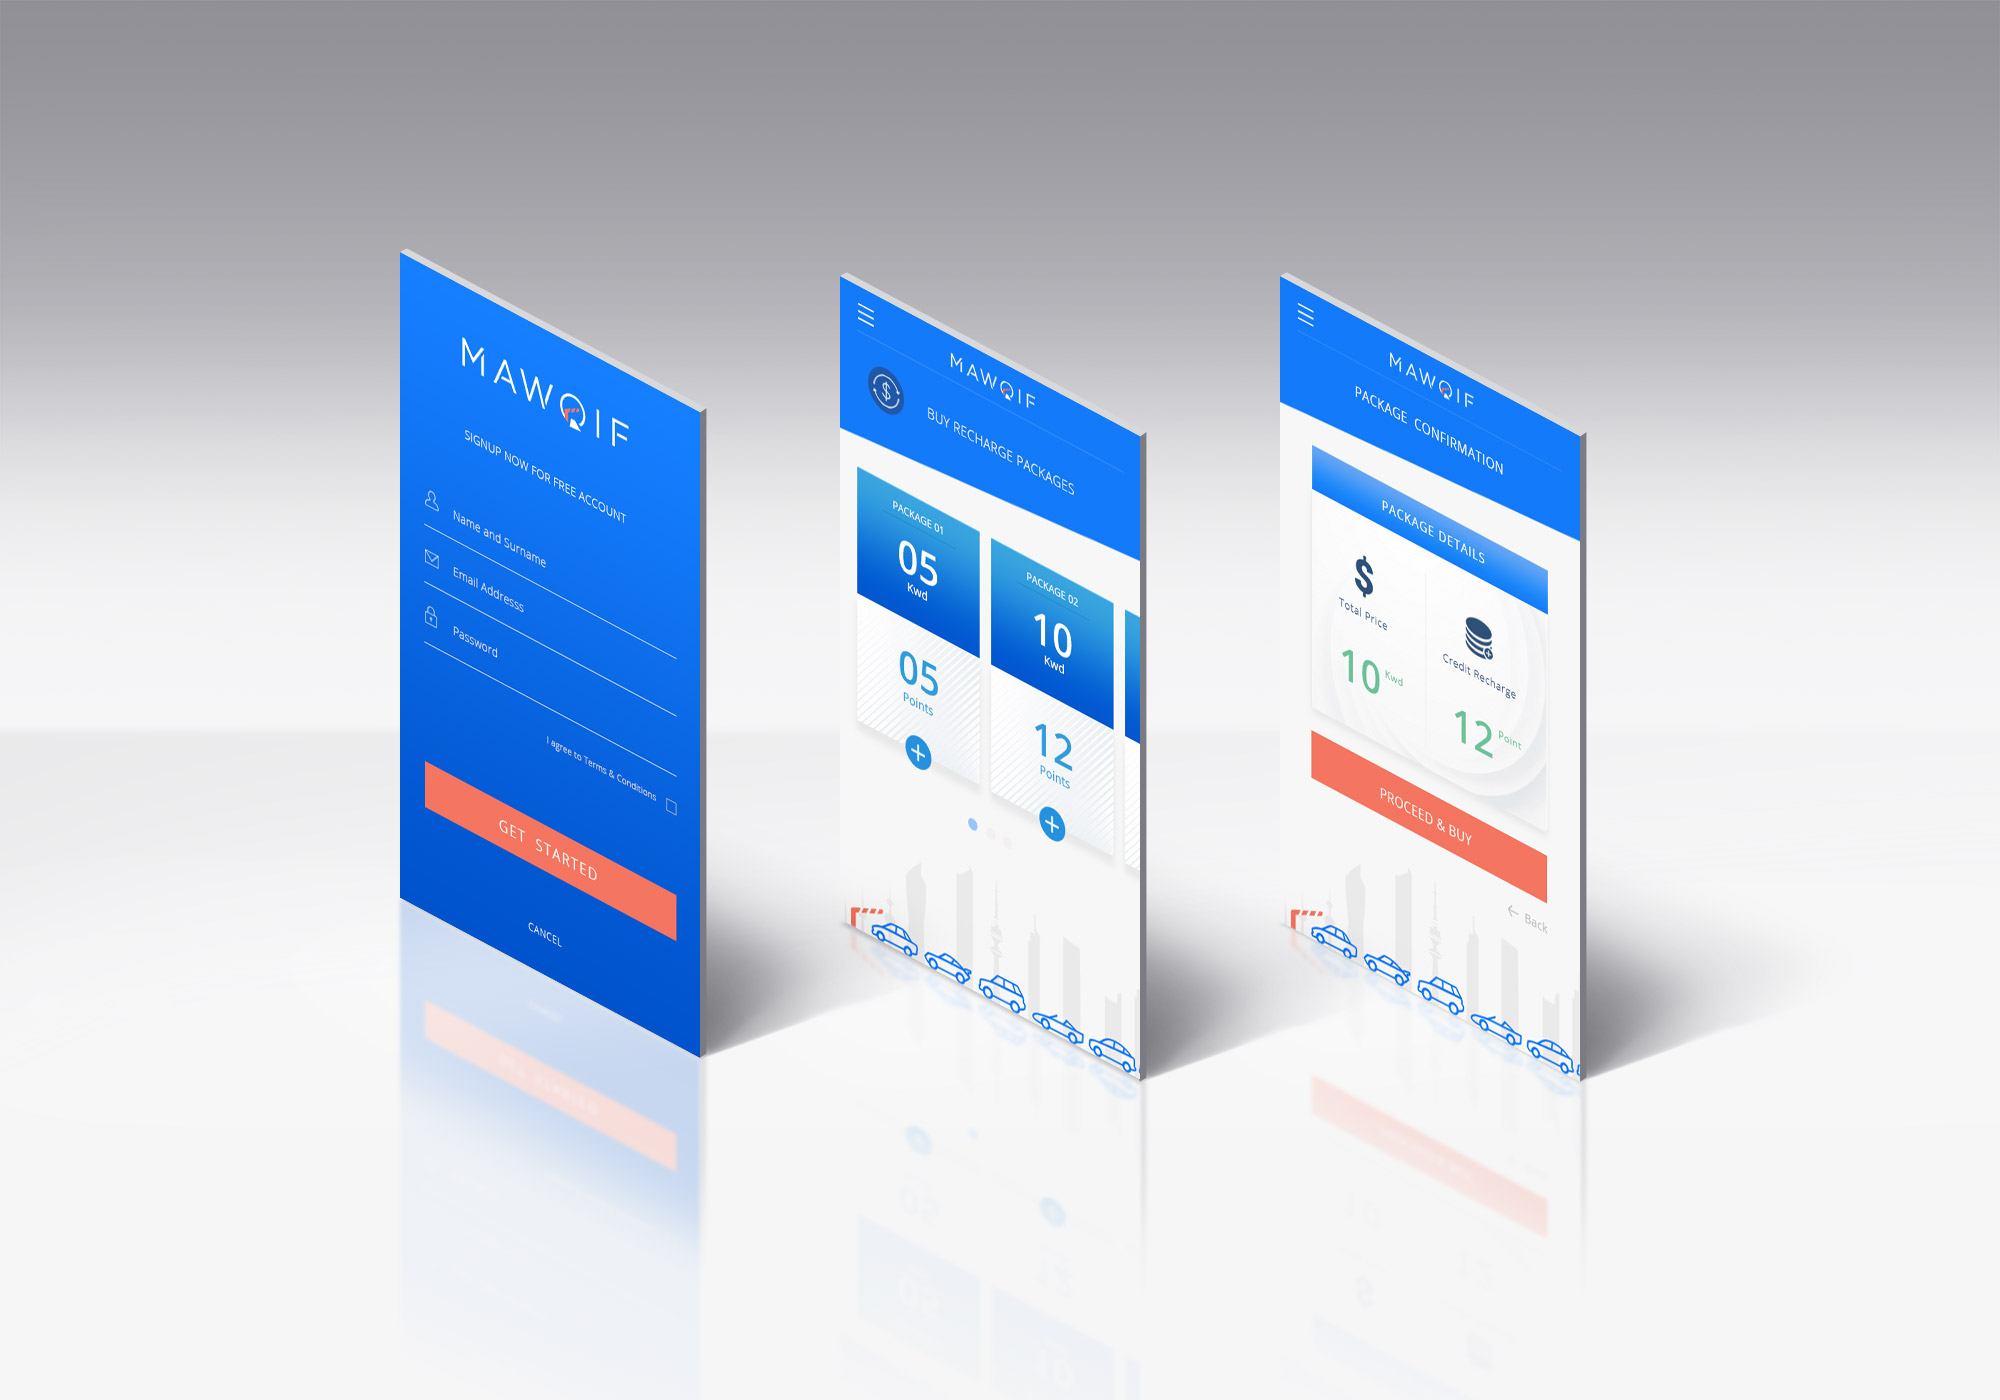 MAWQIF
SIGNUP NOW FOR FREE ACCOUNT
Name and Surname
Email Addresss
Password
I agree to Terms & Conditions
GET STARTED
CANCEL
MAWQIF
BUY RECHARGE PACKAGES
PACKAGE 01
05
Kwd
05
Points
PACKAGE 02
10
Kwd
12
Points
MAWQIF
PACKAGE CONFIRMATION
PACKAGE DETAILS
Total Price
10 Kwd
Credit Recharge
12 Point
PROCEED & BUY
Back